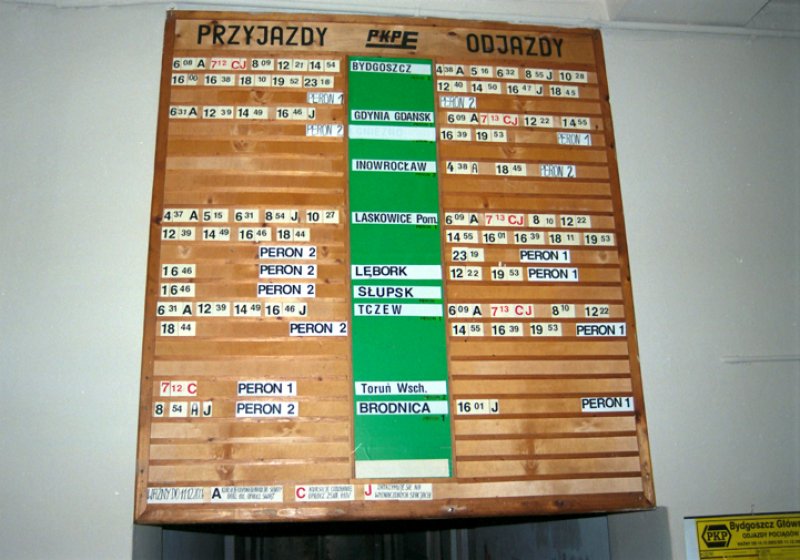 PRZYJAZDY PKP E ODJAZDY
6 08 A 7 12 CJ 8 09 12 21 14 54 BYDGOSZCZ 4 38 A 5 16 6 32 8 55 J 10 28
16 00 16 38 18 10 19 52 23 18 12 40 14 50 16 47 J 18 45
PERON 1 PERON 2
6 31 A 12 39 14 49 16 46 J GDYNIA GDAŃSK 6 09 A 7 13 CJ 12 22 14 55
PERON 2 GNIEZNO 16 39 19 53 PERON 1
INOWROCŁAW 4 38 A 18 45 PERON 2
4 37 A 5 15 6 31 8 54 J 10 27 LASKOWICE Pom. 6 09 A 7 13 CJ 8 10 12 22
12 39 14 49 16 46 18 44 14 55 16 01 16 39 18 11 19 53
PERON 2 23 19 PERON 1
16 46 PERON 2 LĘBORK 12 22 19 53 PERON 1
16 46 PERON 2 SŁUPSK
6 31 A 12 39 14 49 16 46 J TCZEW 6 09 A 7 13 CJ 8 10 12 22
18 44 PERON 2 14 55 16 39 19 53 PERON 1
7 12 C PERON 1 Toruń Wsch.
8 54 A J PERON 2 BRODNICA 16 01 J PERON 1
A C J
PKP Bydgoszcz Główn
ODJAZDY POCIĄGÓW